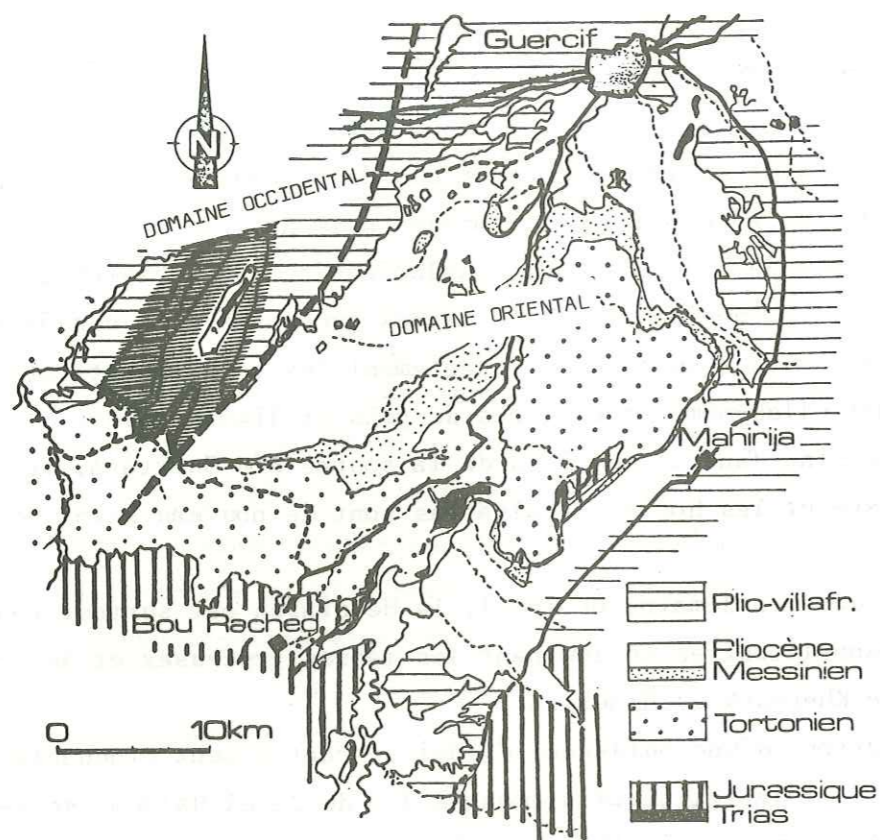 Guercif
N
DOMAINE OCCIDENTAL
DOMAINE ORIENTAL
Mahirija
Bou Rached
0 10km
Plio-villafr.
Pliocène
Messinien
Tortonien
Jurassique
Trias